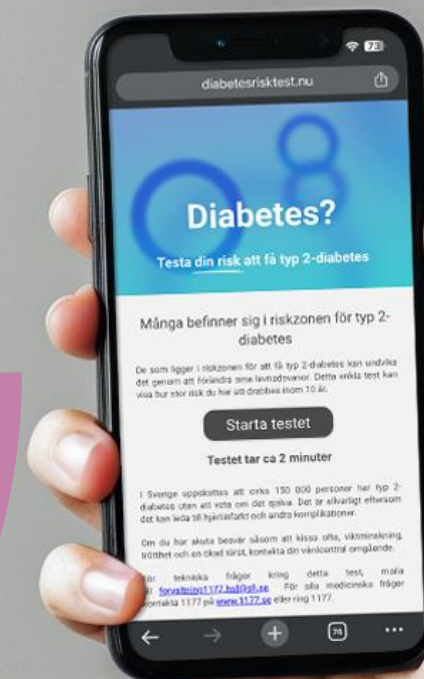 73
diabetesrisktest.nu
Diabetes?
Testa din risk att få typ 2-diabetes
Många befinner sig i riskzonen för typ 2-
diabetes
De som ligger i riskzonen för att få typ 2-diabetes kan undvika
det genom att förändra sina levnadsvanor. Detta enkla test kan
visa hur stor risk du har att drabbas inom 10 år.
Starta testet
Testet tar ca 2 minuter
I Sverige uppskattas att cirka 150 000 personer har typ 2-
diabetes utan att veta om det själva. Det är allvarligt eftersom
det kan leda till hjärtinfarkt och andra komplikationer.
Om du har akuta besvär såsom att kissa ofta, viktminskning,
trötthet och en ökad törst, kontakta din vårdcentral omgående.
tekniska frågor kring detta test, maila
forvaltning1177.hsf@sll.se. För alla medicinska frågor
kontakta 1177 på www.1177.se eller ring 1177.
74